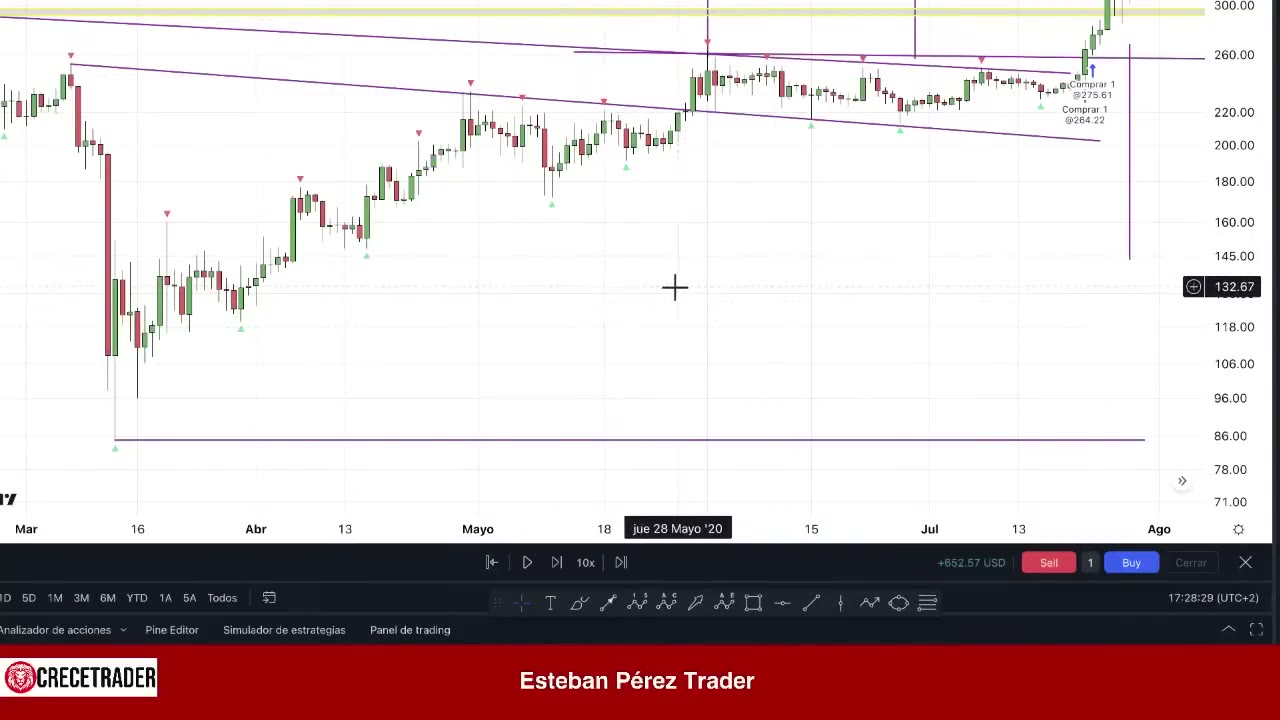 300.00
260.00
Comprar 1
@275.61
Comprar 1
@264.22
220.00
200.00
180.00
160.00
145.00
132.67
118.00
106.00
96.00
86.00
78.00
71.00
Mar
16
Abr
13
Mayo
18
jue 28 Mayo '20
15
Jul
13
Ago
10x
+652.57 USD
Sell
1
Buy
Cerrar
1D
5D
1M
3M
6M
YTD
1A
5A
Todos
17:28:29 (UTC+2)
Analizador de acciones
Pine Editor
Simulador de estrategias
Panel de trading
CRECETRADER
Esteban Pérez Trader